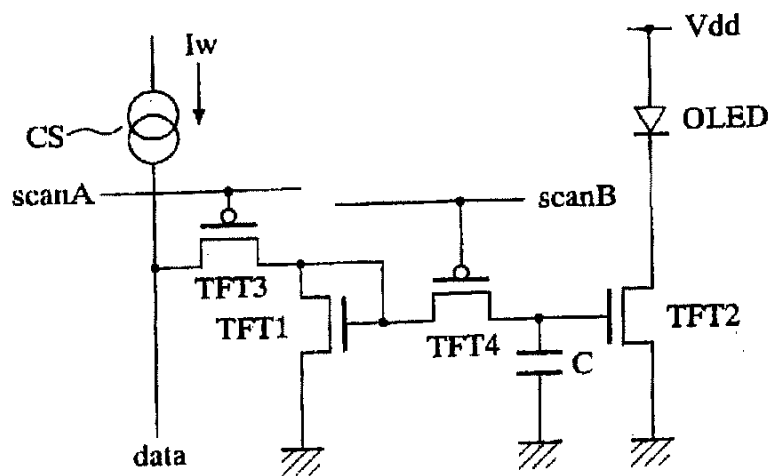 Iw
Vdd
CS
OLED
scanA
scanB
TFT3
TFT1
TFT4
C
TFT2
data